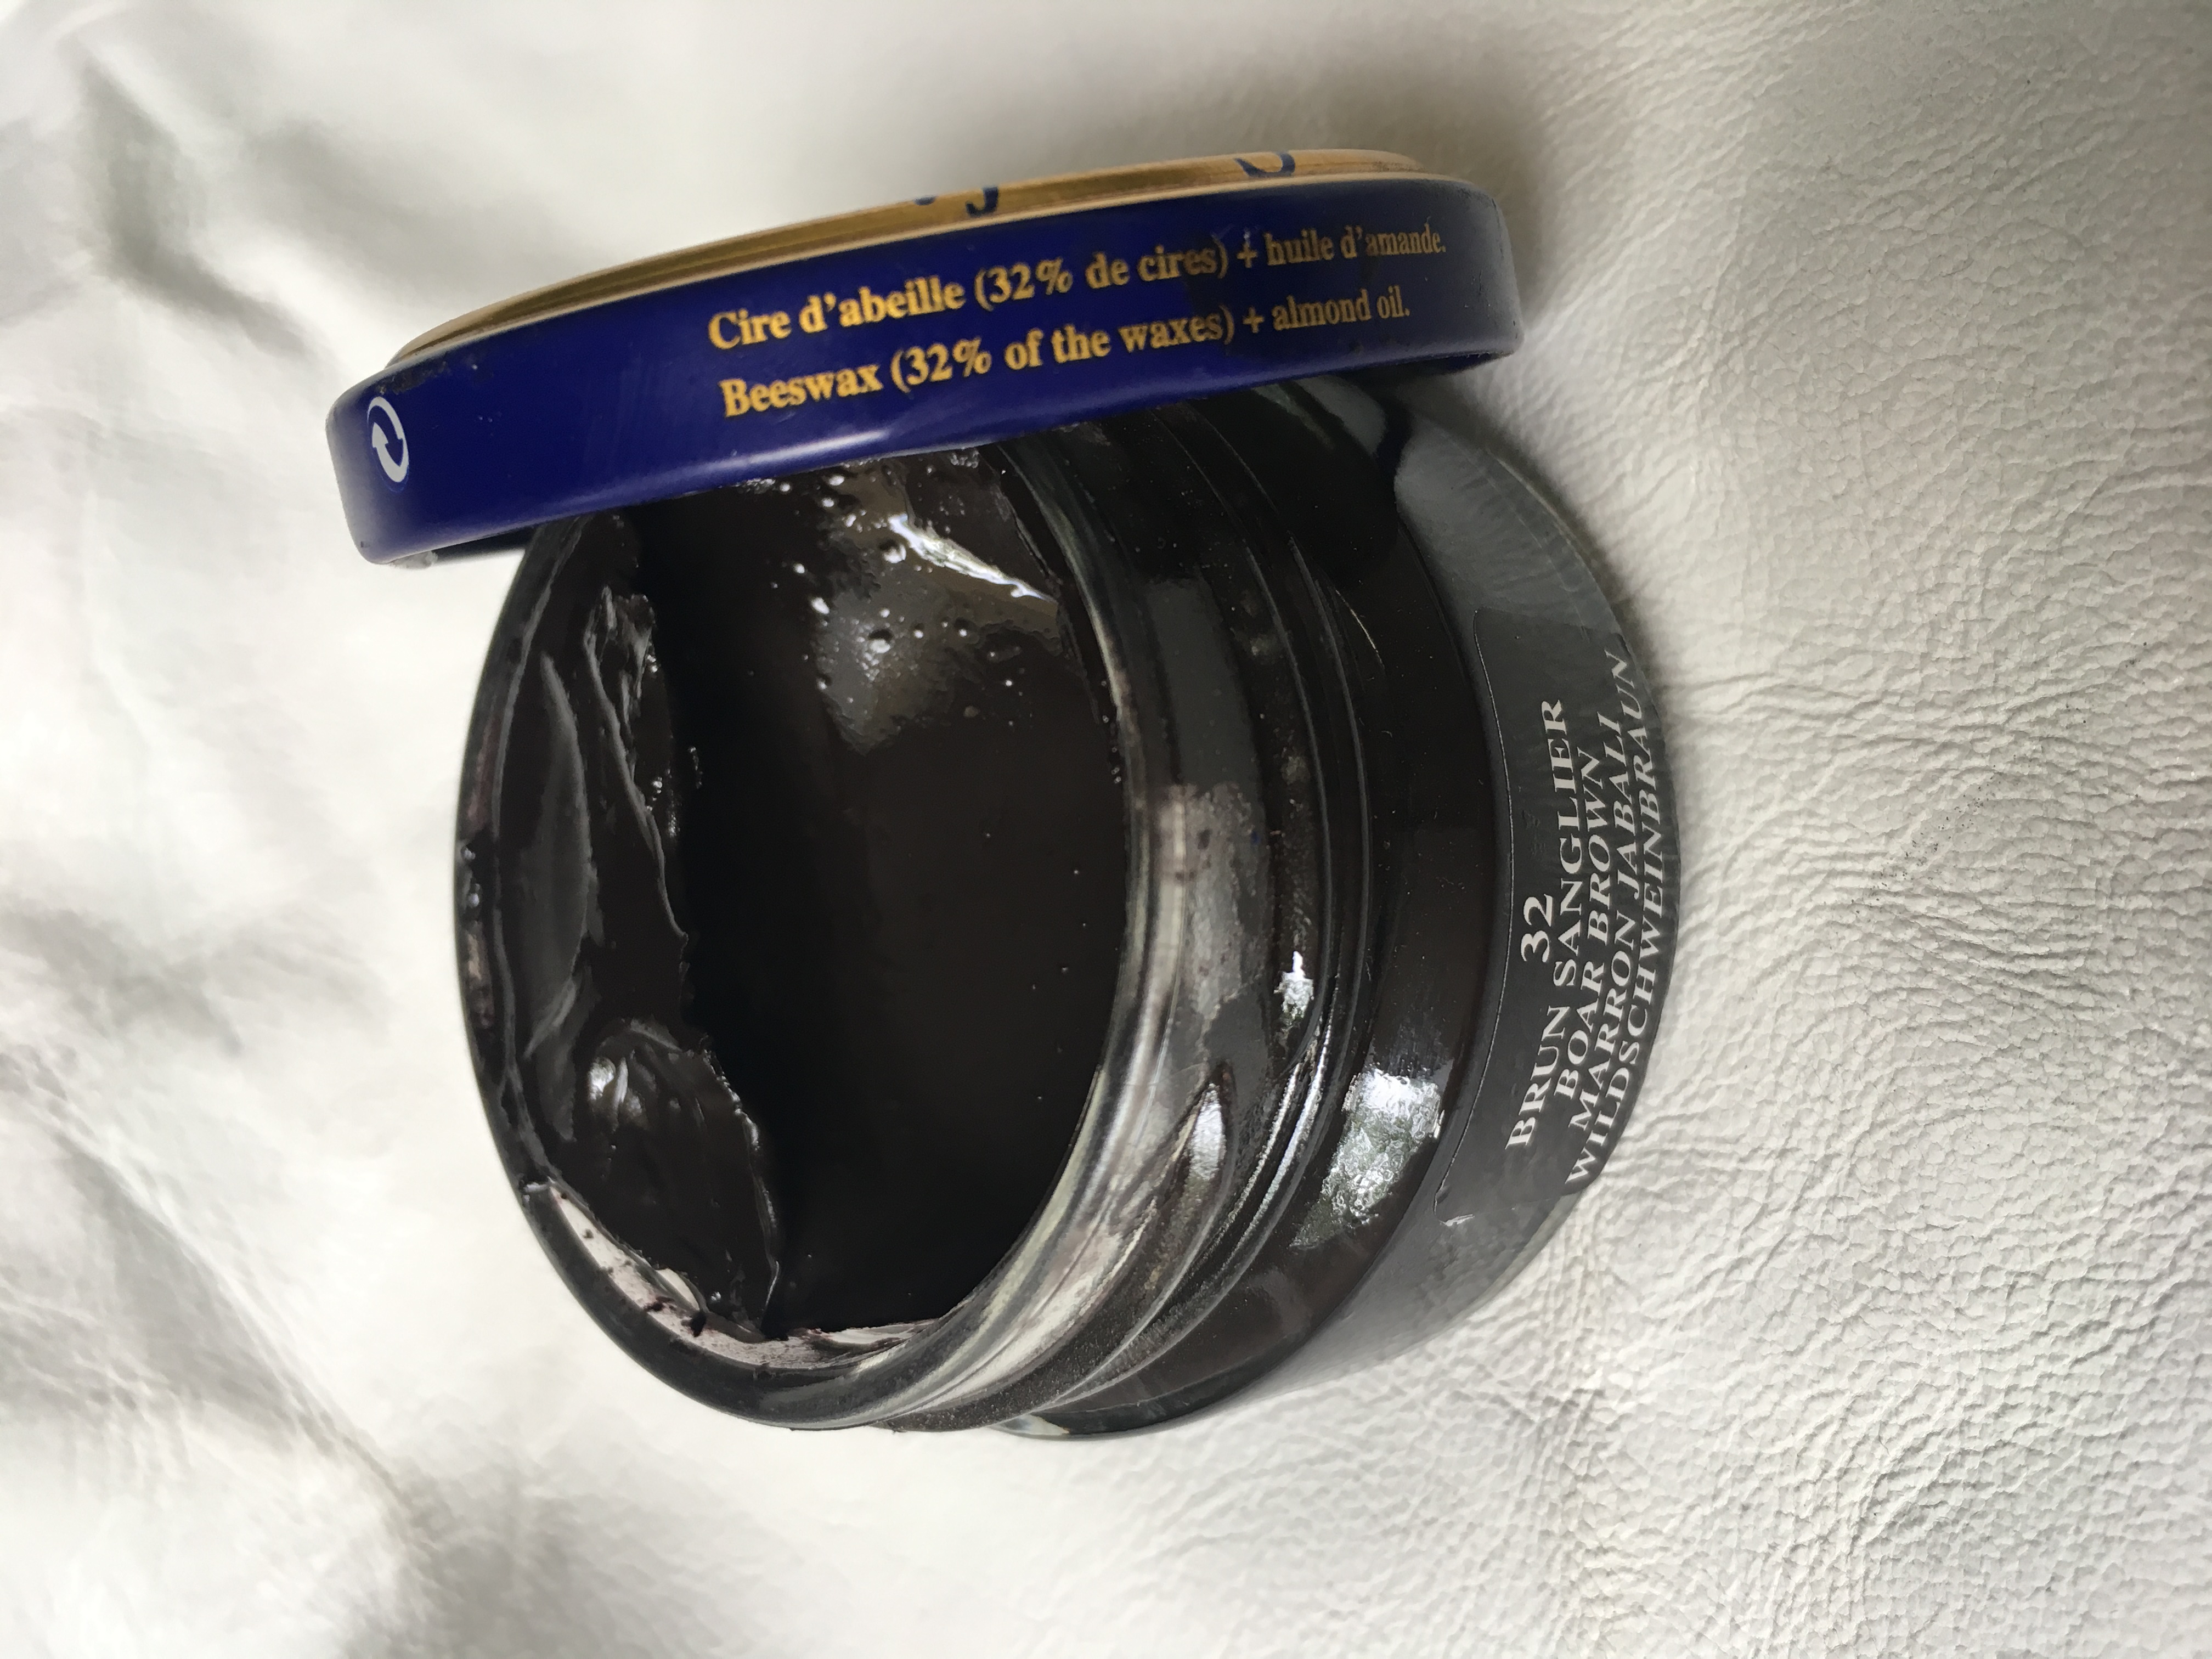 Cire d'abeille (32% de cires) + huile d'amande.
Beeswax (32% of the waxes) + almond oil.
32
BRUN SANGLIER
BOAR BROWN
MARRON JABALI
WILDSCHWEINBRAUN